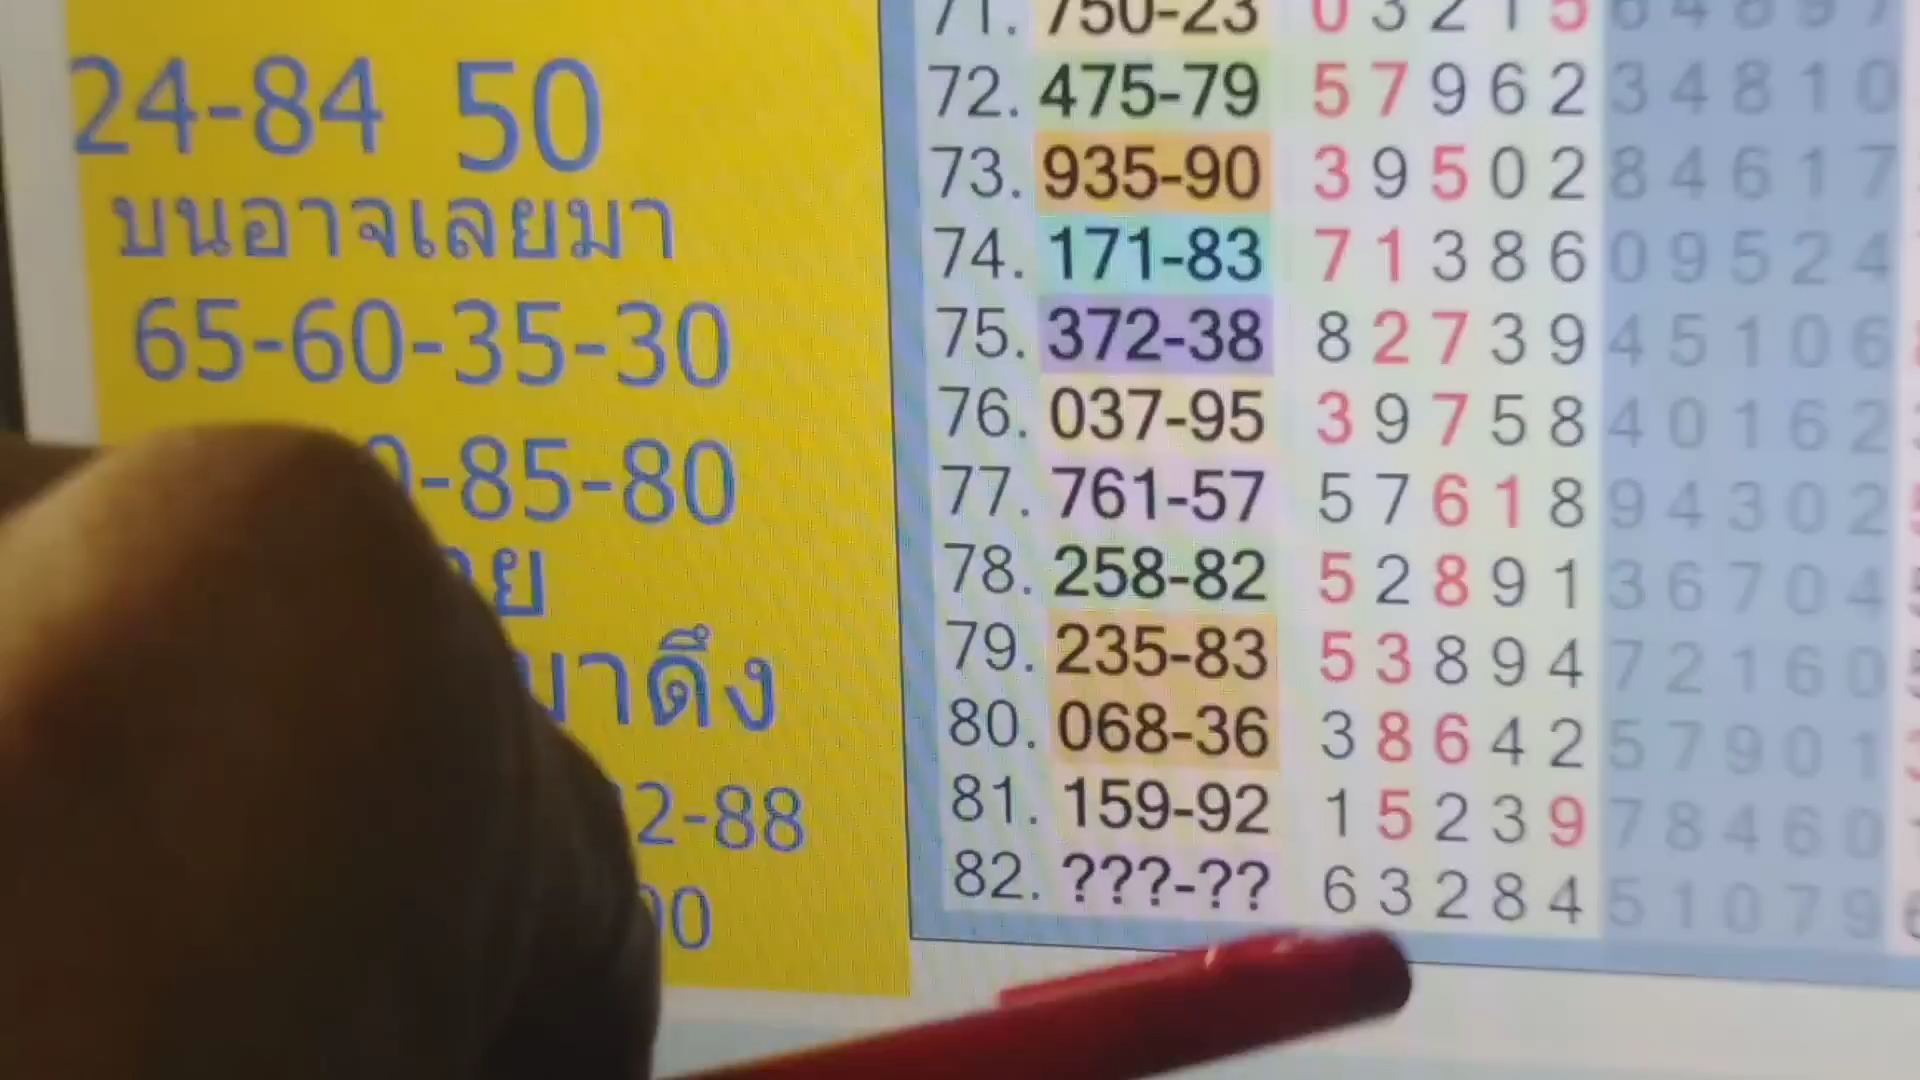 24-84 50
บนอาจเลยมา
65-60-35-30
-85-80
มาดึง
2-88
71. 750-23 0 3 2 1 5
72. 475-79 5 7 9 6 2 3 4 8 1 0
73. 935-90 3 9 5 0 2 8 4 6 1 7
74. 171-83 7 1 3 8 6 0 9 5 2 4
75. 372-38 8 2 7 3 9 4 5 1 0 6
76. 037-95 3 9 7 5 8 4 0 1 6 2
77. 761-57 5 7 6 1 8 9 4 3 0 2
78. 258-82 5 2 8 9 1 3 6 7 0 4
79. 235-83 5 3 8 9 4 7 2 1 6 0
80. 068-36 3 8 6 4 2 5 7 9 0 1
81. 159-92 1 5 2 3 9 7 8 4 6 0
82. ???-?? 6 3 2 8 4 5 1 0 7 9